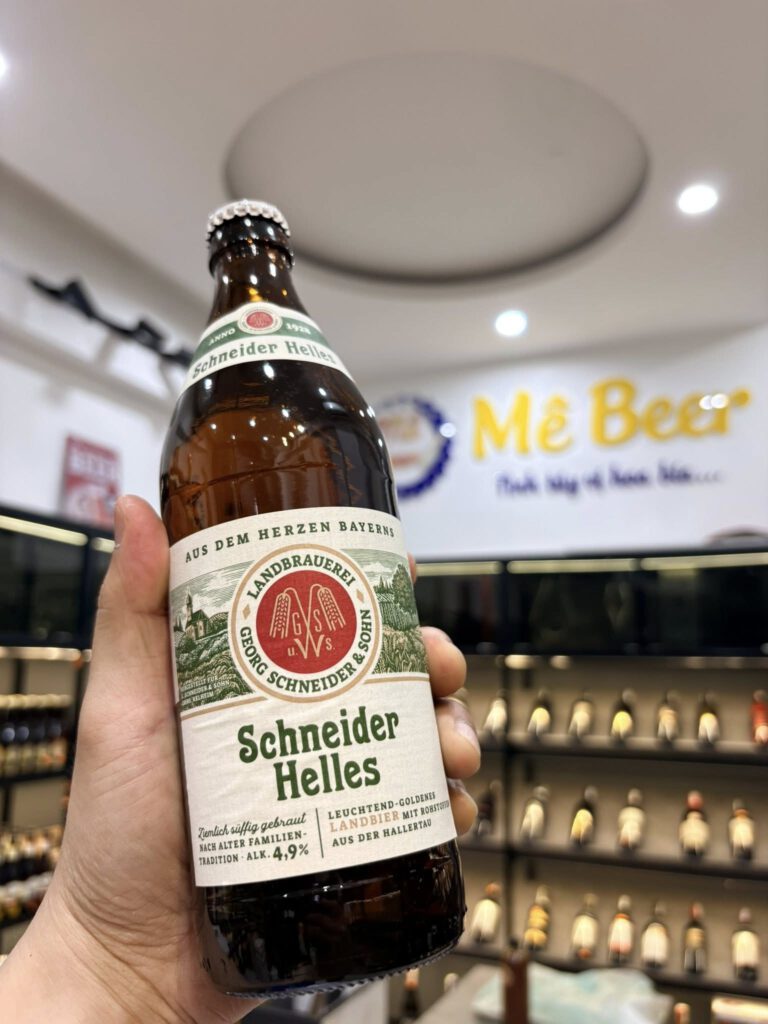 ANNO 1928
Schneider Helles
Mê Beer
AUS DEM HERZEN BAYERNS
LANDBRAUEREI
GEORG SCHNEIDER & SOHN
G S
u. W s.
Schneider
Helles
Ziemlich süffig gebraut
NACH ALTER FAMILIEN-
TRADITION · ALK. 4,9%
LEUCHTEND-GOLDENES
LANDBIER MIT ROHSTOFFEN
AUS DER HALLERTAU